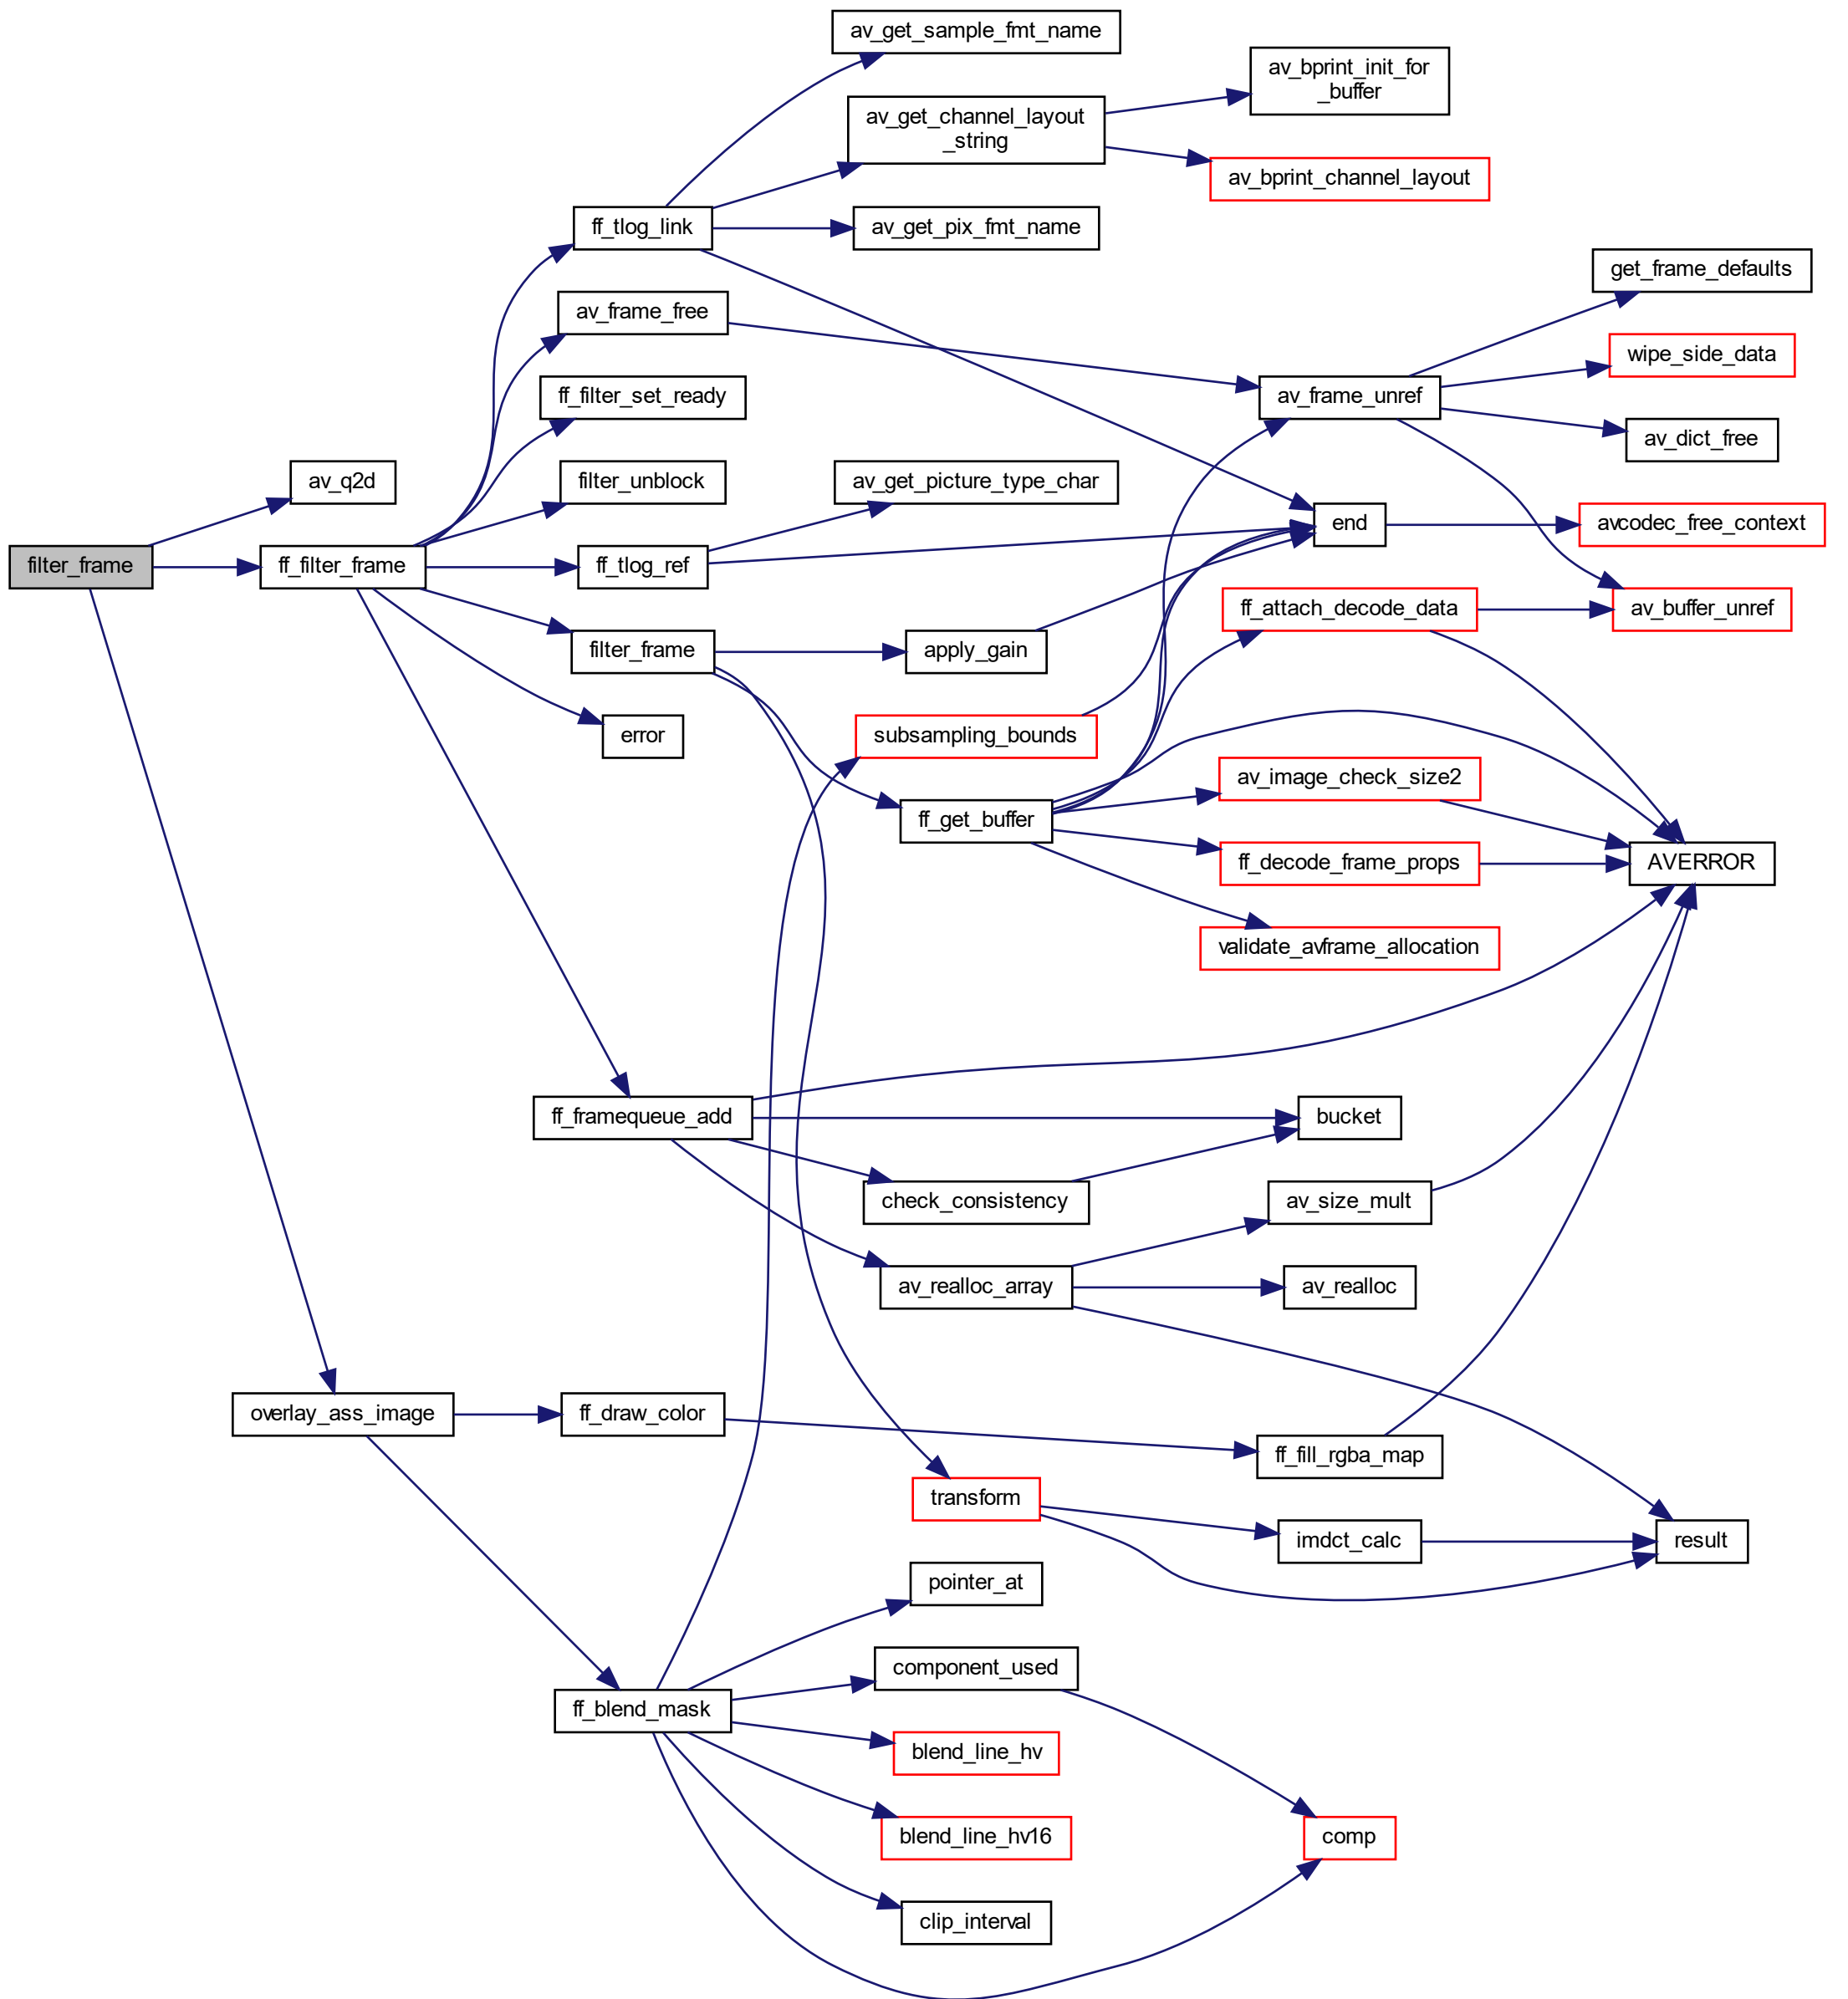 av_get_sample_fmt_name
av_bprint_init_for
_buffer
av_get_channel_layout
_string
av_bprint_channel_layout
ff_tlog_link
av_get_pix_fmt_name
get_frame_defaults
av_frame_free
wipe_side_data
ff_filter_set_ready
av_frame_unref
av_dict_free
av_q2d
filter_unblock
av_get_picture_type_char
end
avcodec_free_context
filter_frame
ff_filter_frame
ff_tlog_ref
ff_attach_decode_data
av_buffer_unref
filter_frame
apply_gain
error
subsampling_bounds
av_image_check_size2
ff_get_buffer
ff_decode_frame_props
AVERROR
validate_avframe_allocation
ff_framequeue_add
bucket
check_consistency
av_size_mult
av_realloc_array
av_realloc
overlay_ass_image
ff_draw_color
ff_fill_rgba_map
transform
imdct_calc
result
pointer_at
component_used
ff_blend_mask
blend_line_hv
blend_line_hv16
comp
clip_interval